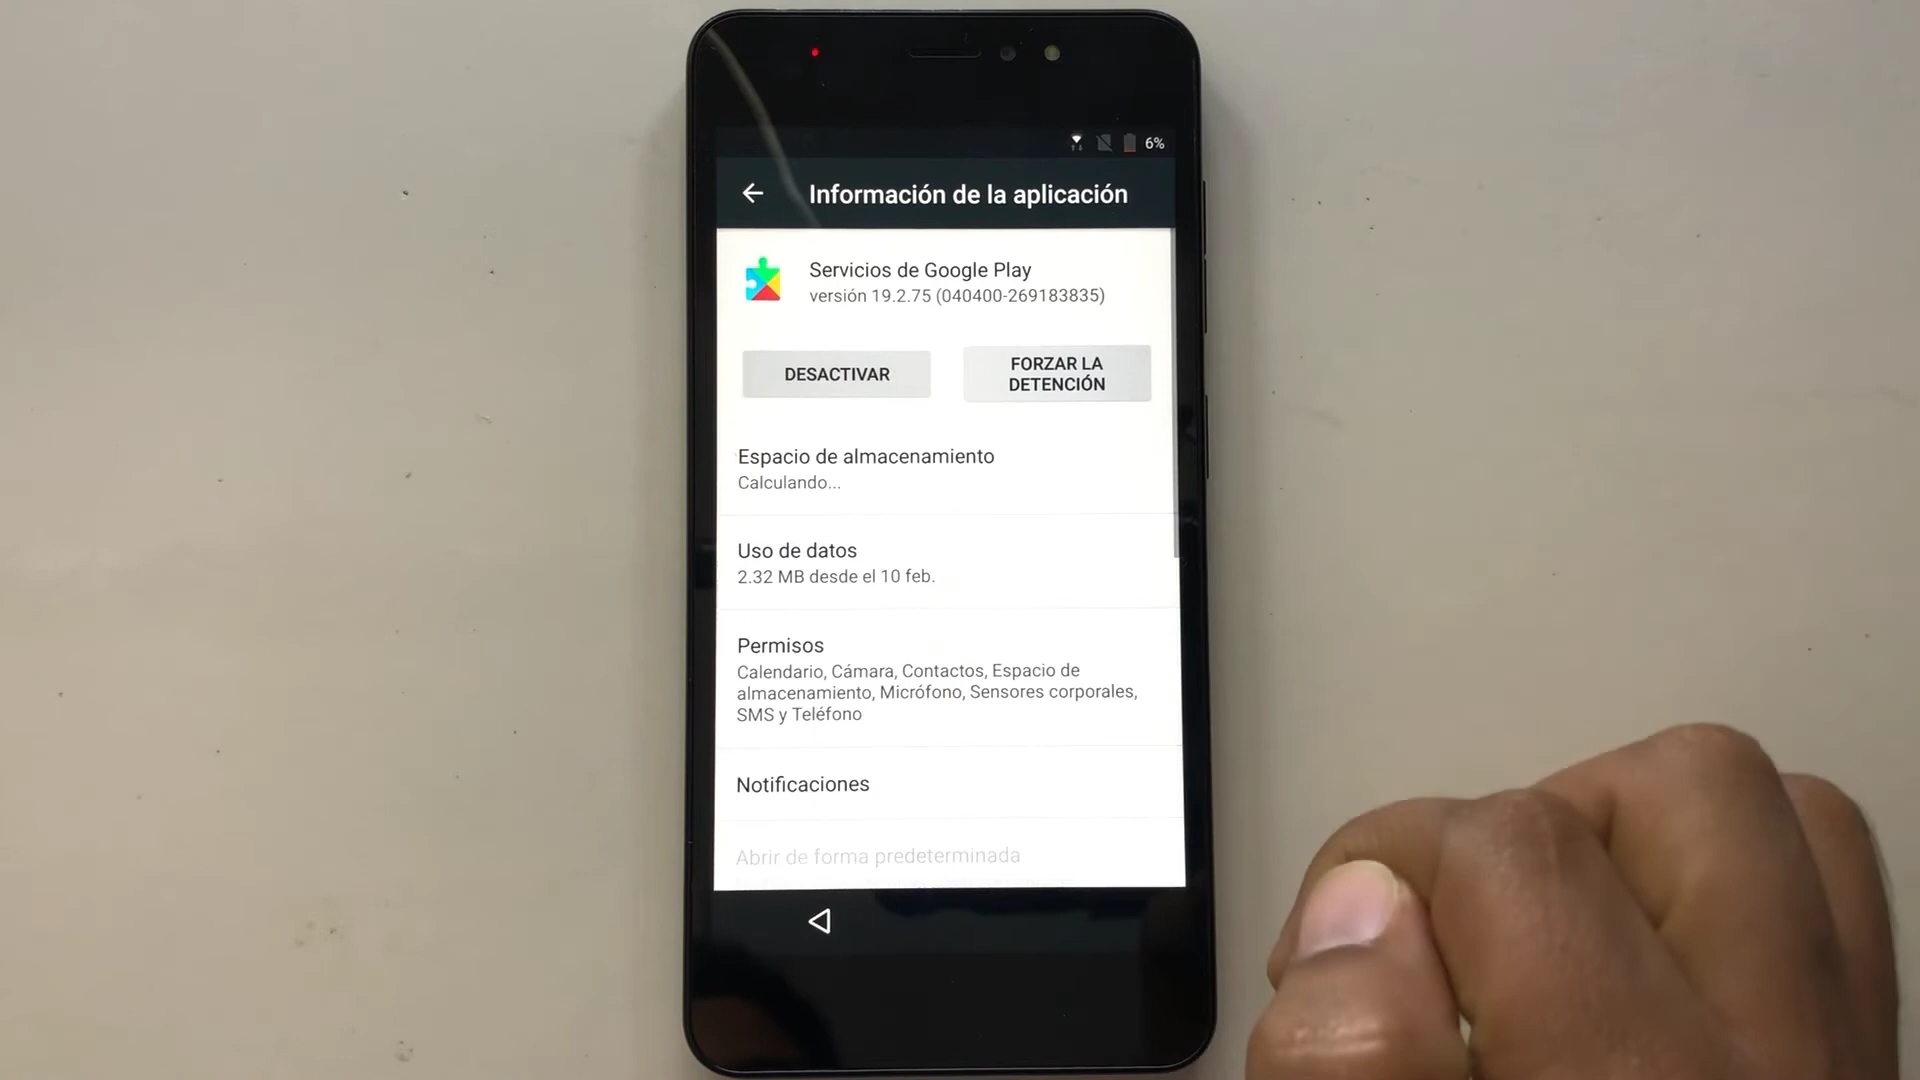 6%
Información de la aplicación
Servicios de Google Play
versión 19.2.75 (040400-269183835)
DESACTIVAR
FORZAR LA
DETENCIÓN
Espacio de almacenamiento
Calculando...
Uso de datos
2.32 MB desde el 10 feb.
Permisos
Calendario, Cámara, Contactos, Espacio de
almacenamiento, Micrófono, Sensores corporales,
SMS y Teléfono
Notificaciones
Abrir de forma predeterminada